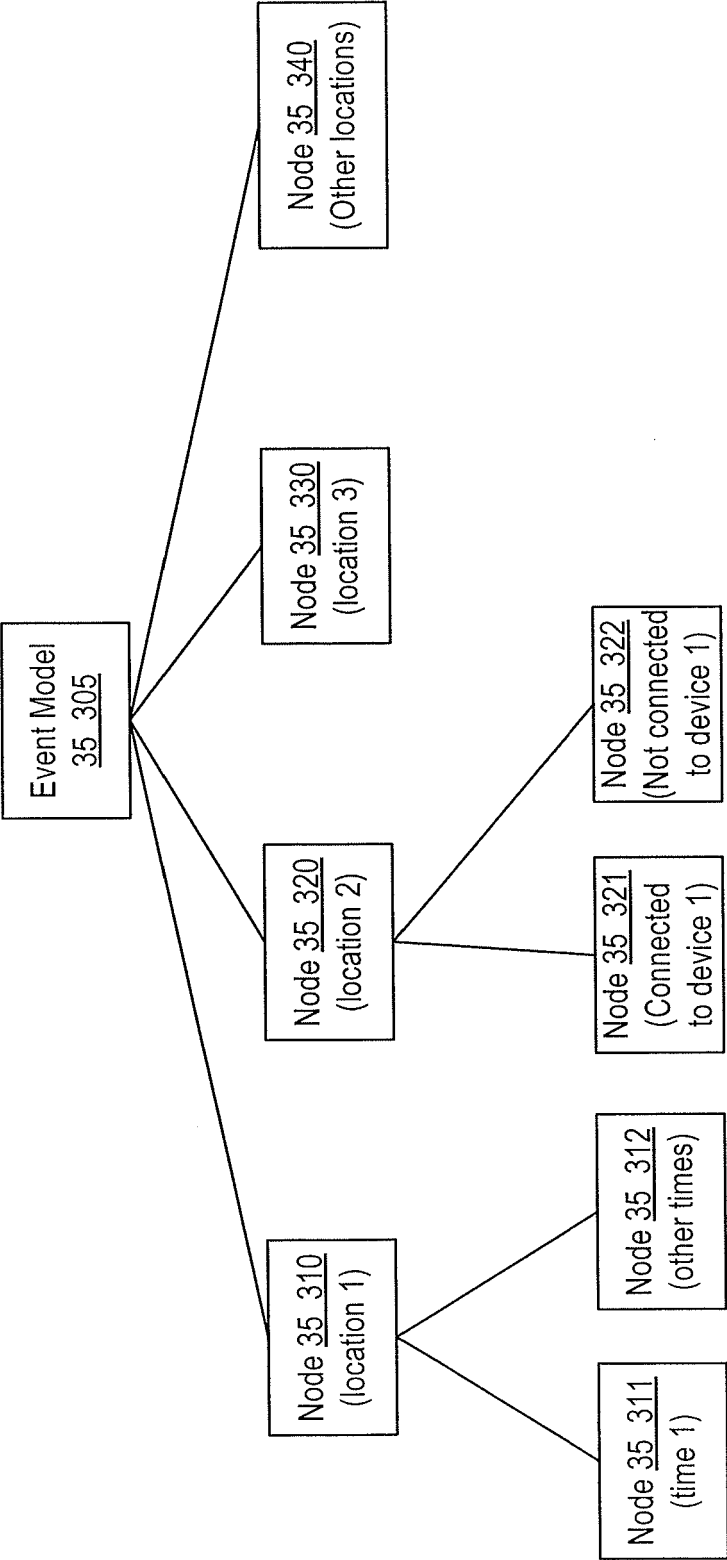 Event Model
35 305
Node 35 310
(location 1)
Node 35 320
(location 2)
Node 35 330
(location 3)
Node 35 340
(Other locations)
Node 35 311
(time 1)
Node 35 312
(other times)
Node 35 321
(Connected
to device 1)
Node 35 322
(Not connected
to device 1)